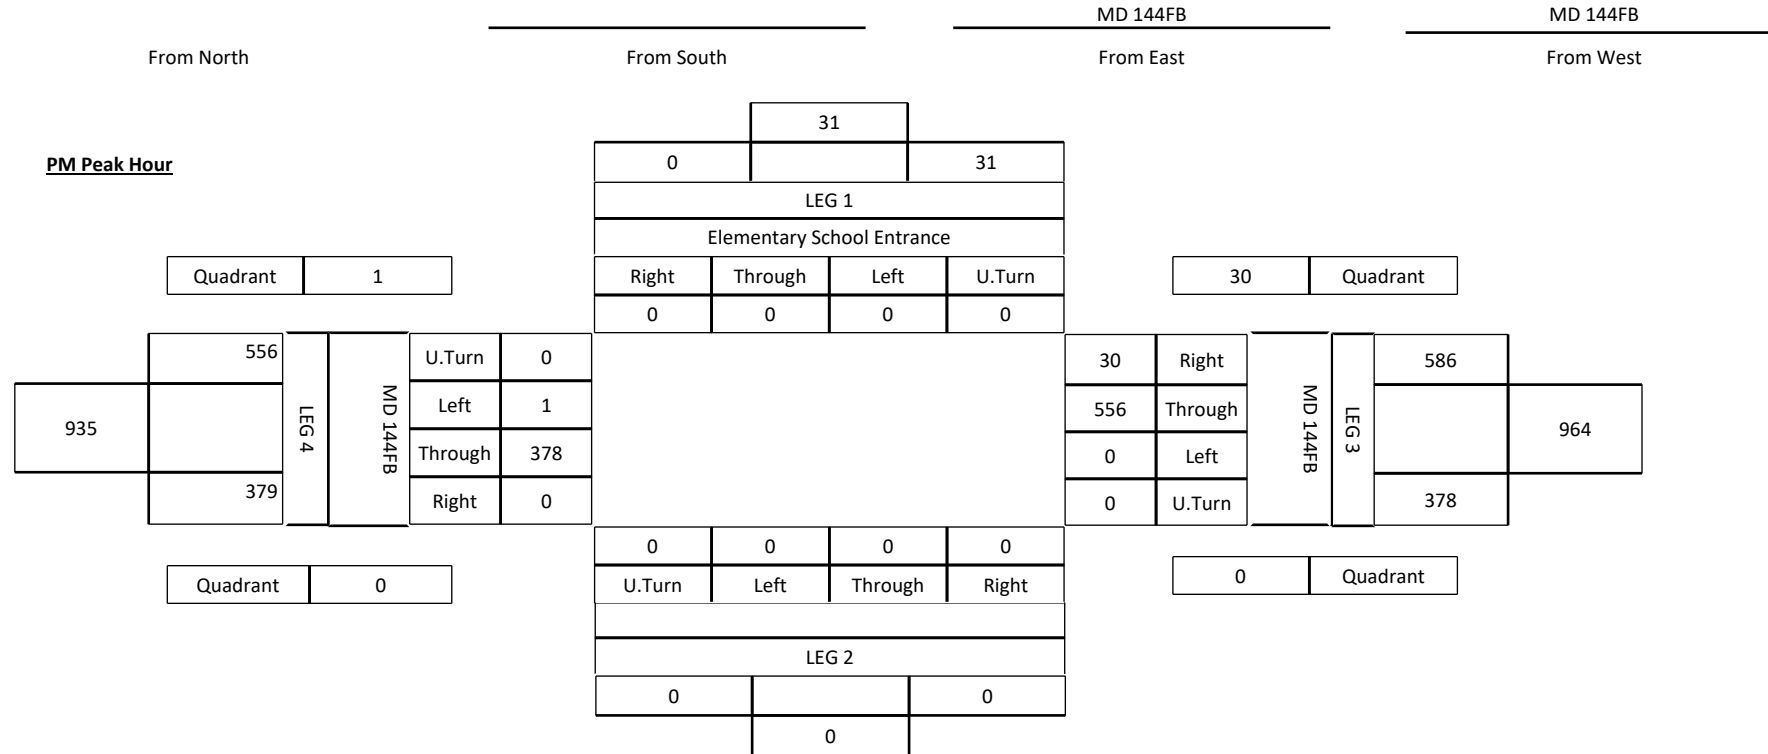 MD 144FB MD 144FB
From North From South From East From West
31
PM Peak Hour 0 31
LEG 1
Elementary School Entrance
Quadrant 1 Right Through Left U.Turn 30 Quadrant
0 0 0 0
556 U.Turn 0 30 Right 586
935 LEG 4 MD 144FB Left 1 556 Through MD 144FB LEG 3 964
Through 378 0 Left
379 Right 0 0 U.Turn 378
0 0 0 0
Quadrant 0 U.Turn Left Through Right 0 Quadrant
LEG 2
0 0
0